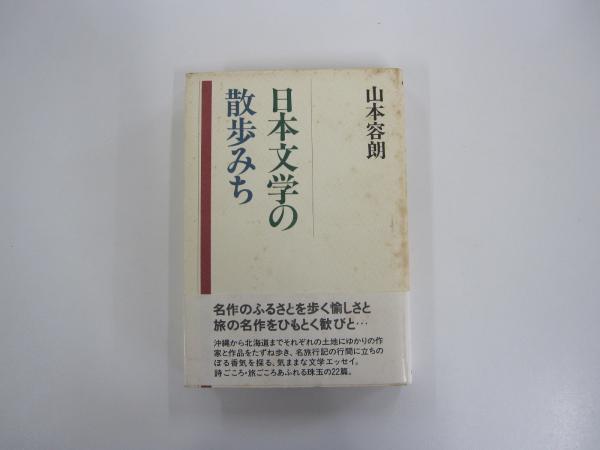 山本容朗
日本文学の
散歩みち
名作のふるさとを歩く愉しさと
旅の名作をひもとく歓びと…
沖縄から北海道までそれぞれの土地にゆかりの作
家と作品をたずね歩き、名旅行記の行間に立ちの
ぼる香気を探る、気ままな文学エッセイ。
詩ごころ・旅ごころあふれる珠玉の22篇。